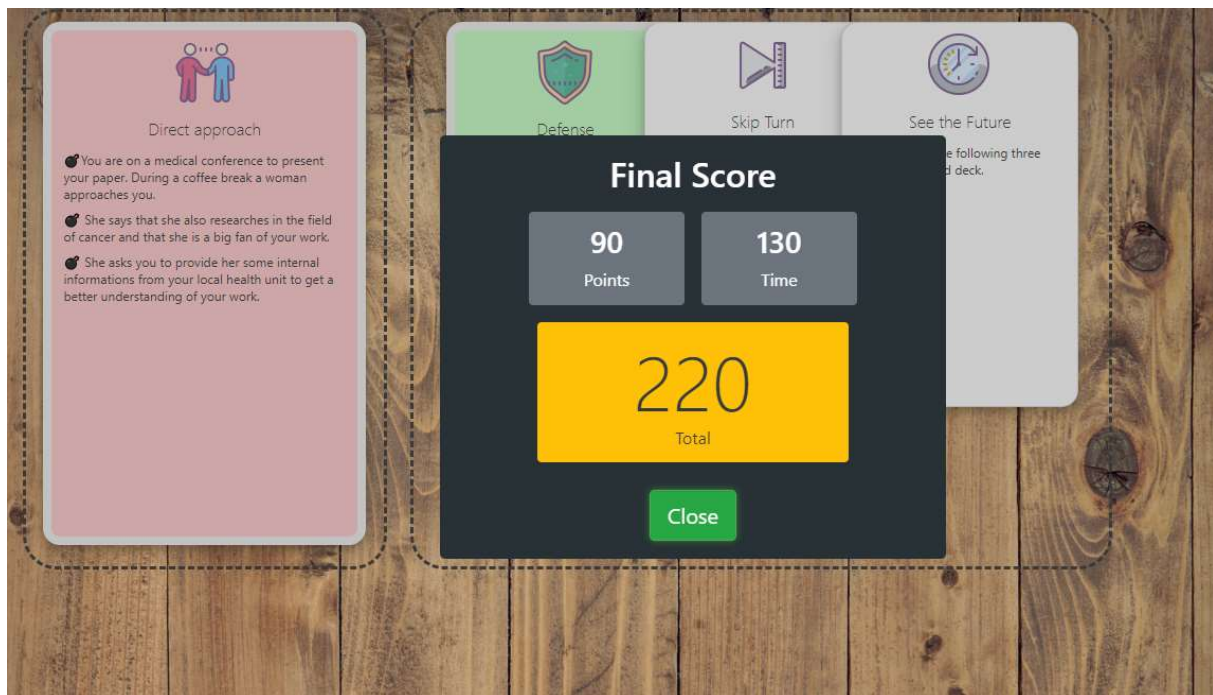 Direct approach
You are on a medical conference to present
your paper. During a coffee break a woman
approaches you.
She says that she also researches in the field
of cancer and that she is a big fan of your work.
She asks you to provide her some internal
informations from your local health unit to get a
better understanding of your work.
Defense
Skip Turn
See the Future
following three
deck.
Final Score
90
Points
130
Time
220
Total
Close